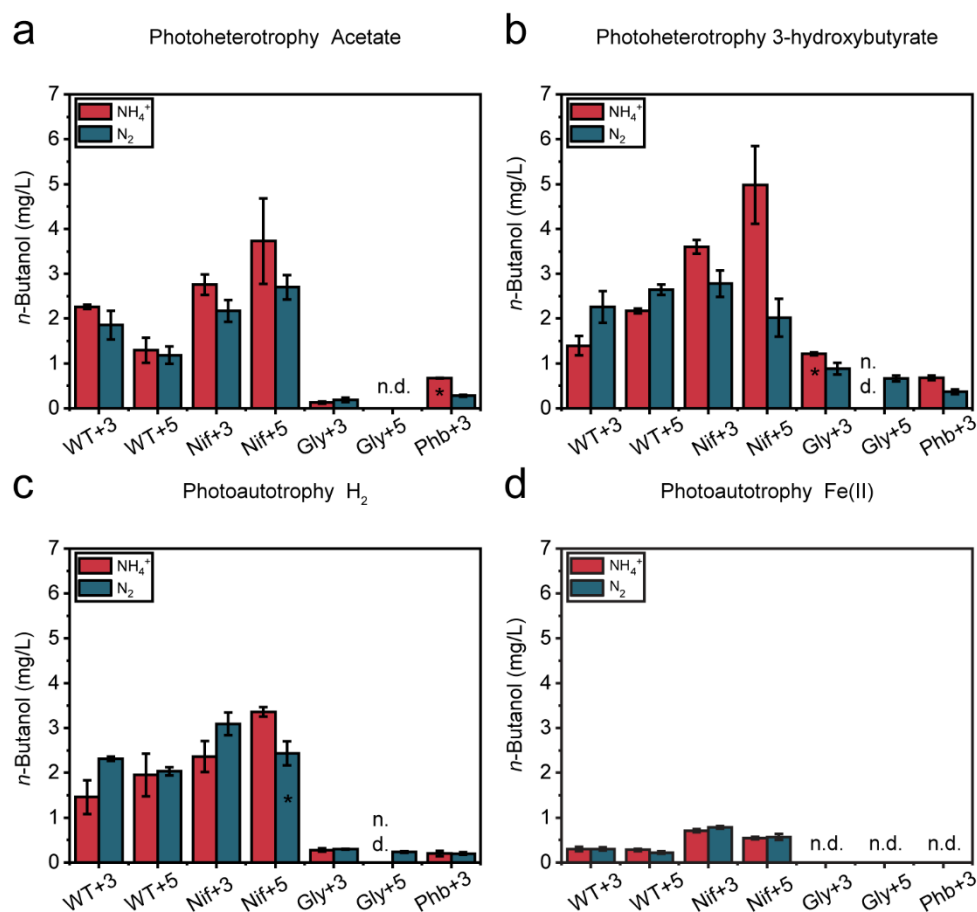 a
Photoheterotrophy Acetate
NH₄⁺
N₂
n-Butanol (mg/L)
7
6
5
4
3
2
1
0
n.d.
*
WT+3
WT+5
Nif+3
Nif+5
Gly+3
Gly+5
Phb+3
b
Photoheterotrophy 3-hydroxybutyrate
NH₄⁺
N₂
n-Butanol (mg/L)
7
6
5
4
3
2
1
0
*
n.
d.
WT+3
WT+5
Nif+3
Nif+5
Gly+3
Gly+5
Phb+3
c
Photoautotrophy H₂
NH₄⁺
N₂
n-Butanol (mg/L)
7
6
5
4
3
2
1
0
*
n.
d.
WT+3
WT+5
Nif+3
Nif+5
Gly+3
Gly+5
Phb+3
d
Photoautotrophy Fe(II)
NH₄⁺
N₂
n-Butanol (mg/L)
7
6
5
4
3
2
1
0
n.d.
n.d.
n.d.
WT+3
WT+5
Nif+3
Nif+5
Gly+3
Gly+5
Phb+3